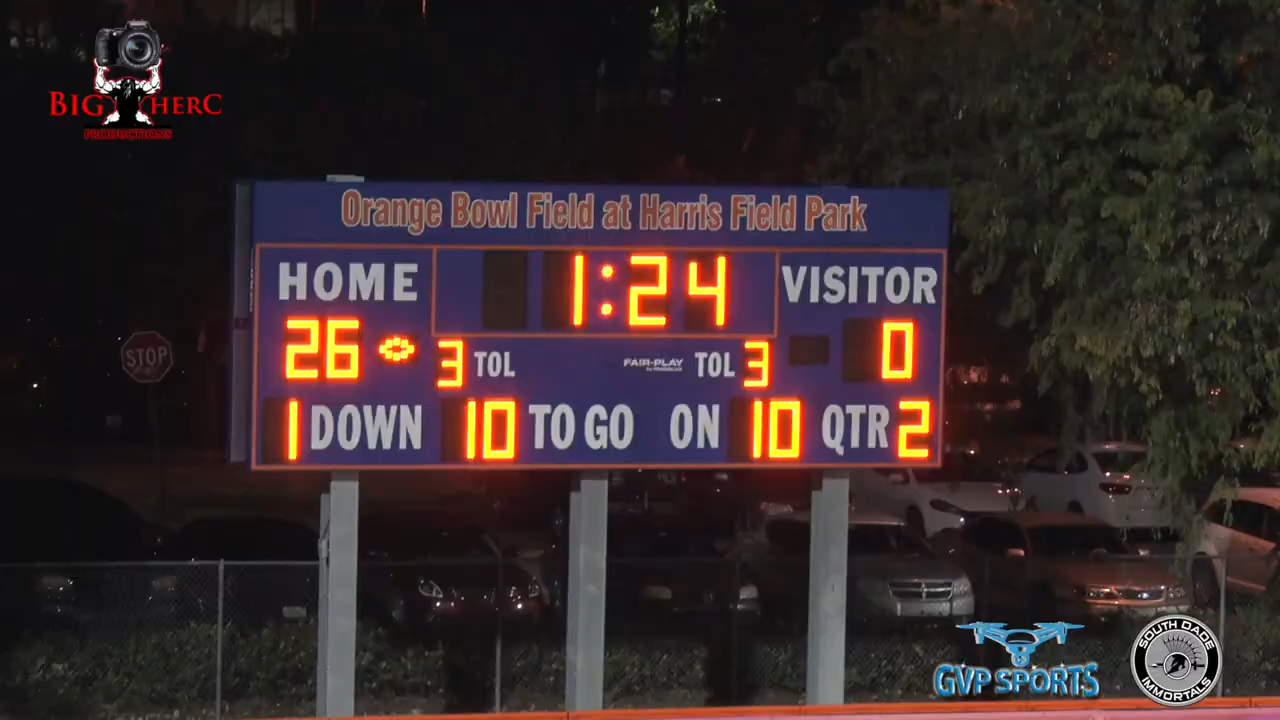 BIG HERC
PRODUCTIONS
Orange Bowl Field at Harris Field Park
HOME 1:24 VISITOR
26 3 TOL FAIR-PLAY TOL 3 0
1 DOWN 10 TO GO ON 10 QTR 2
STOP
GVP SPORTS
SOUTH DADE
IMMORTALS